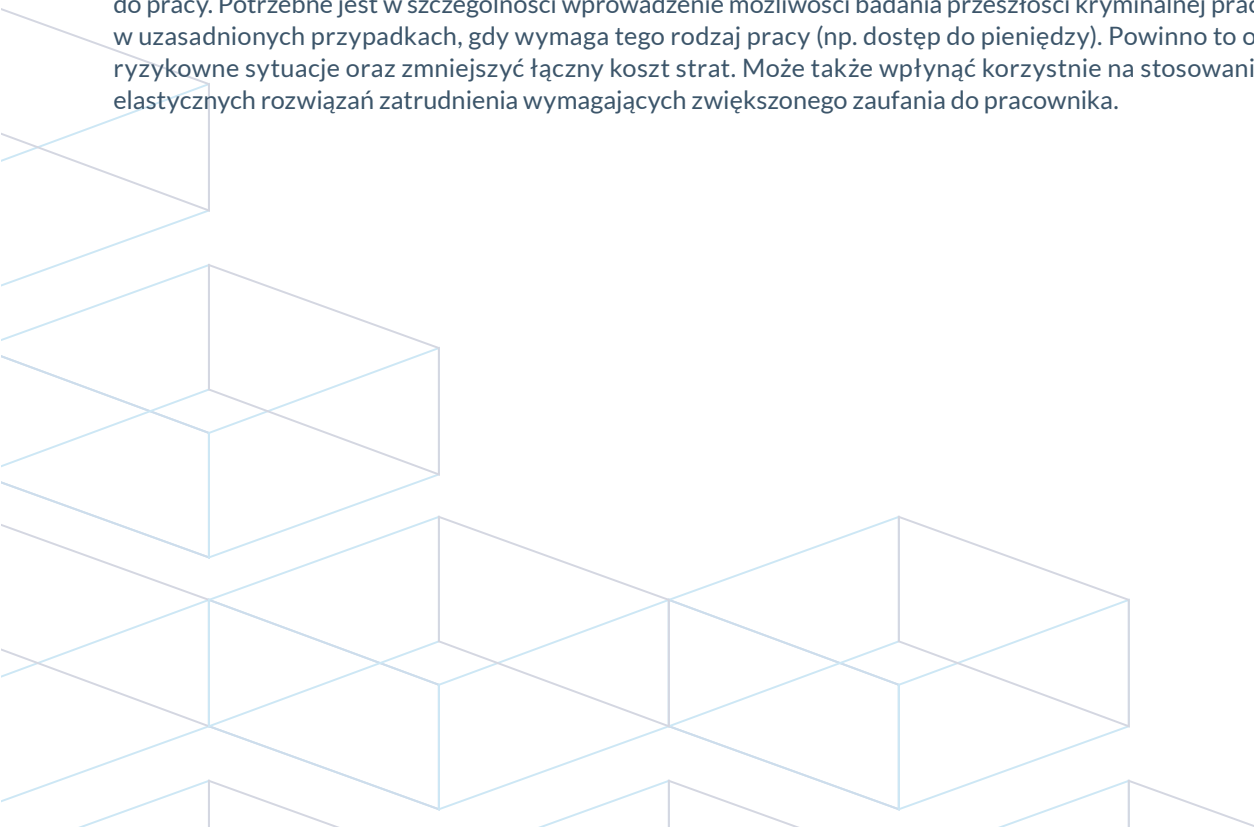 do pracy. Potrzebne jest w szczególności wprowadzenie możliwości badania przeszłości kryminalnej
w uzasadnionych przypadkach, gdy wymaga tego rodzaj pracy (np. dostęp do pieniędzy). Powinno to
ryzykowne sytuacje oraz zmniejszyć łączny koszt strat. Może także wpłynąć korzystnie na
elastycznych rozwiązań zatrudnienia wymagających zwiększonego zaufania do pracownika.